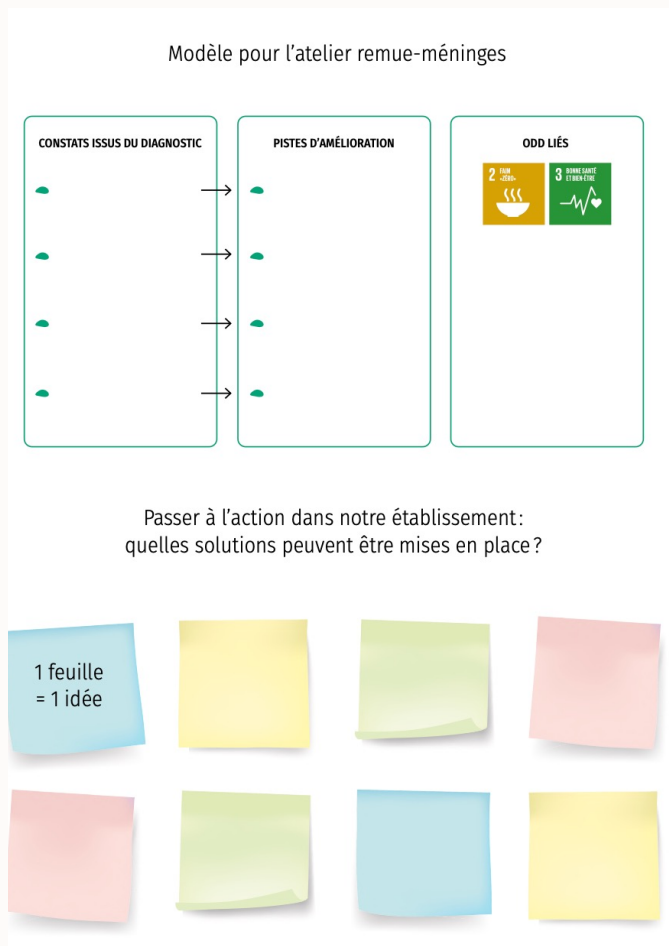 Modèle pour l’atelier remue-méninges
CONSTATS ISSUS DU DIAGNOSTIC
PISTES D’AMÉLIORATION
ODD LIÉS
2 FAIM
«ZÉRO»
3 BONNE SANTÉ
ET BIEN-ÊTRE
Passer à l’action dans notre établissement :
quelles solutions peuvent être mises en place ?
1 feuille
= 1 idée